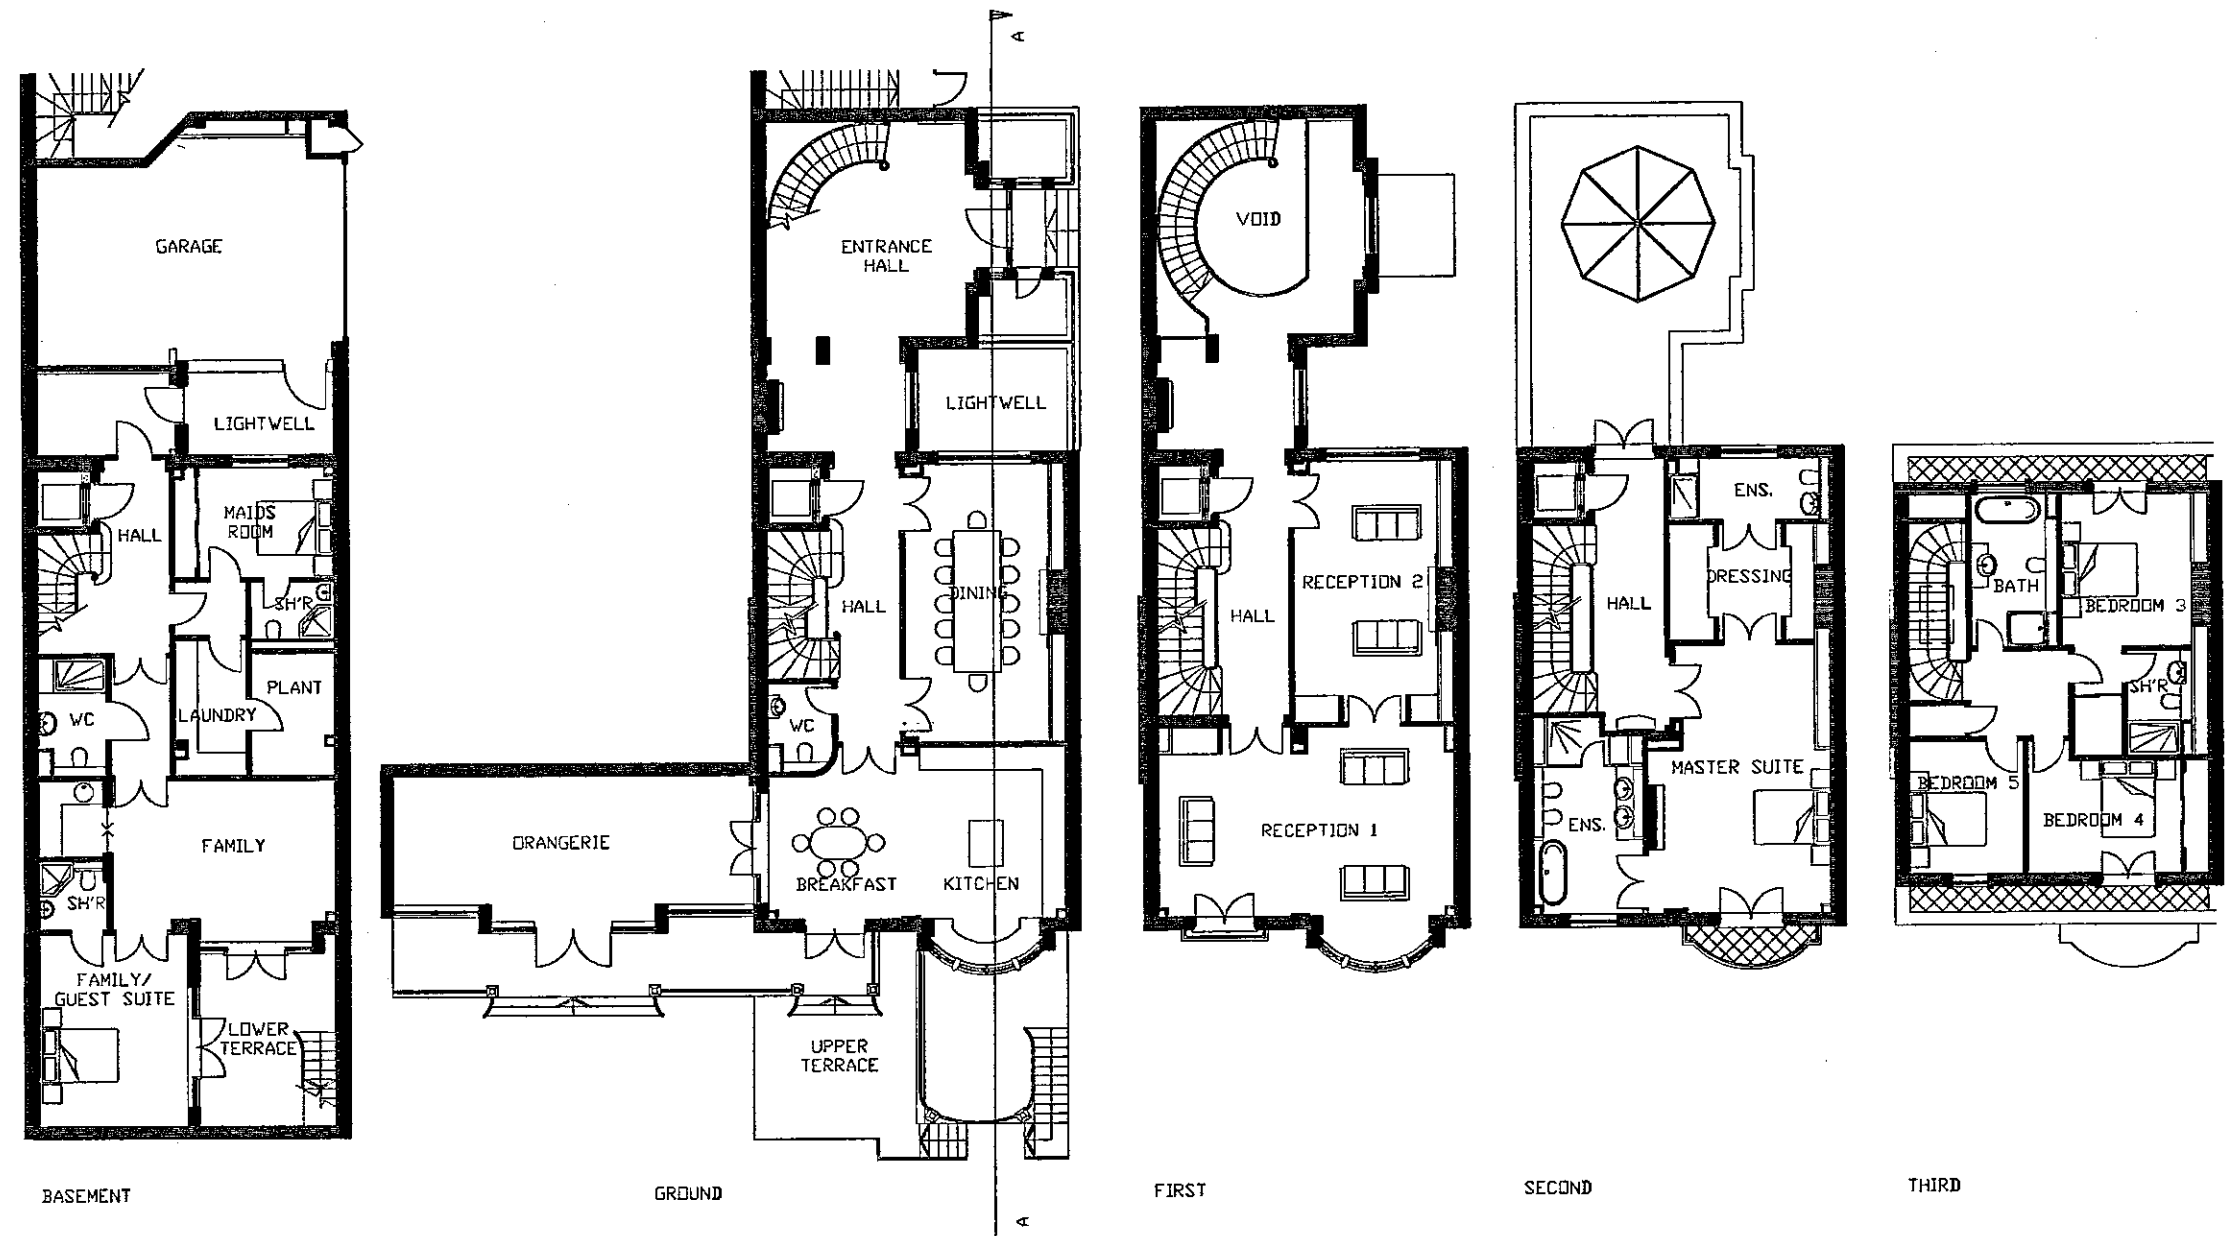 A
GARAGE
LIGHTWELL
MAIDS
ROOM
HALL
SH'R
PLANT
LAUNDRY
WC
FAMILY
SH'R
FAMILY/
GUEST SUITE
LOWER
TERRACE
BASEMENT
ENTRANCE
HALL
LIGHTWELL
DINING
HALL
WC
ORANGERIE
BREAKFAST
KITCHEN
UPPER
TERRACE
GROUND
A
VOID
RECEPTION 2
HALL
RECEPTION 1
FIRST
ENS.
DRESSING
HALL
MASTER SUITE
ENS.
SECOND
BATH
BEDROOM 3
SH'R
BEDROOM 5
BEDROOM 4
THIRD